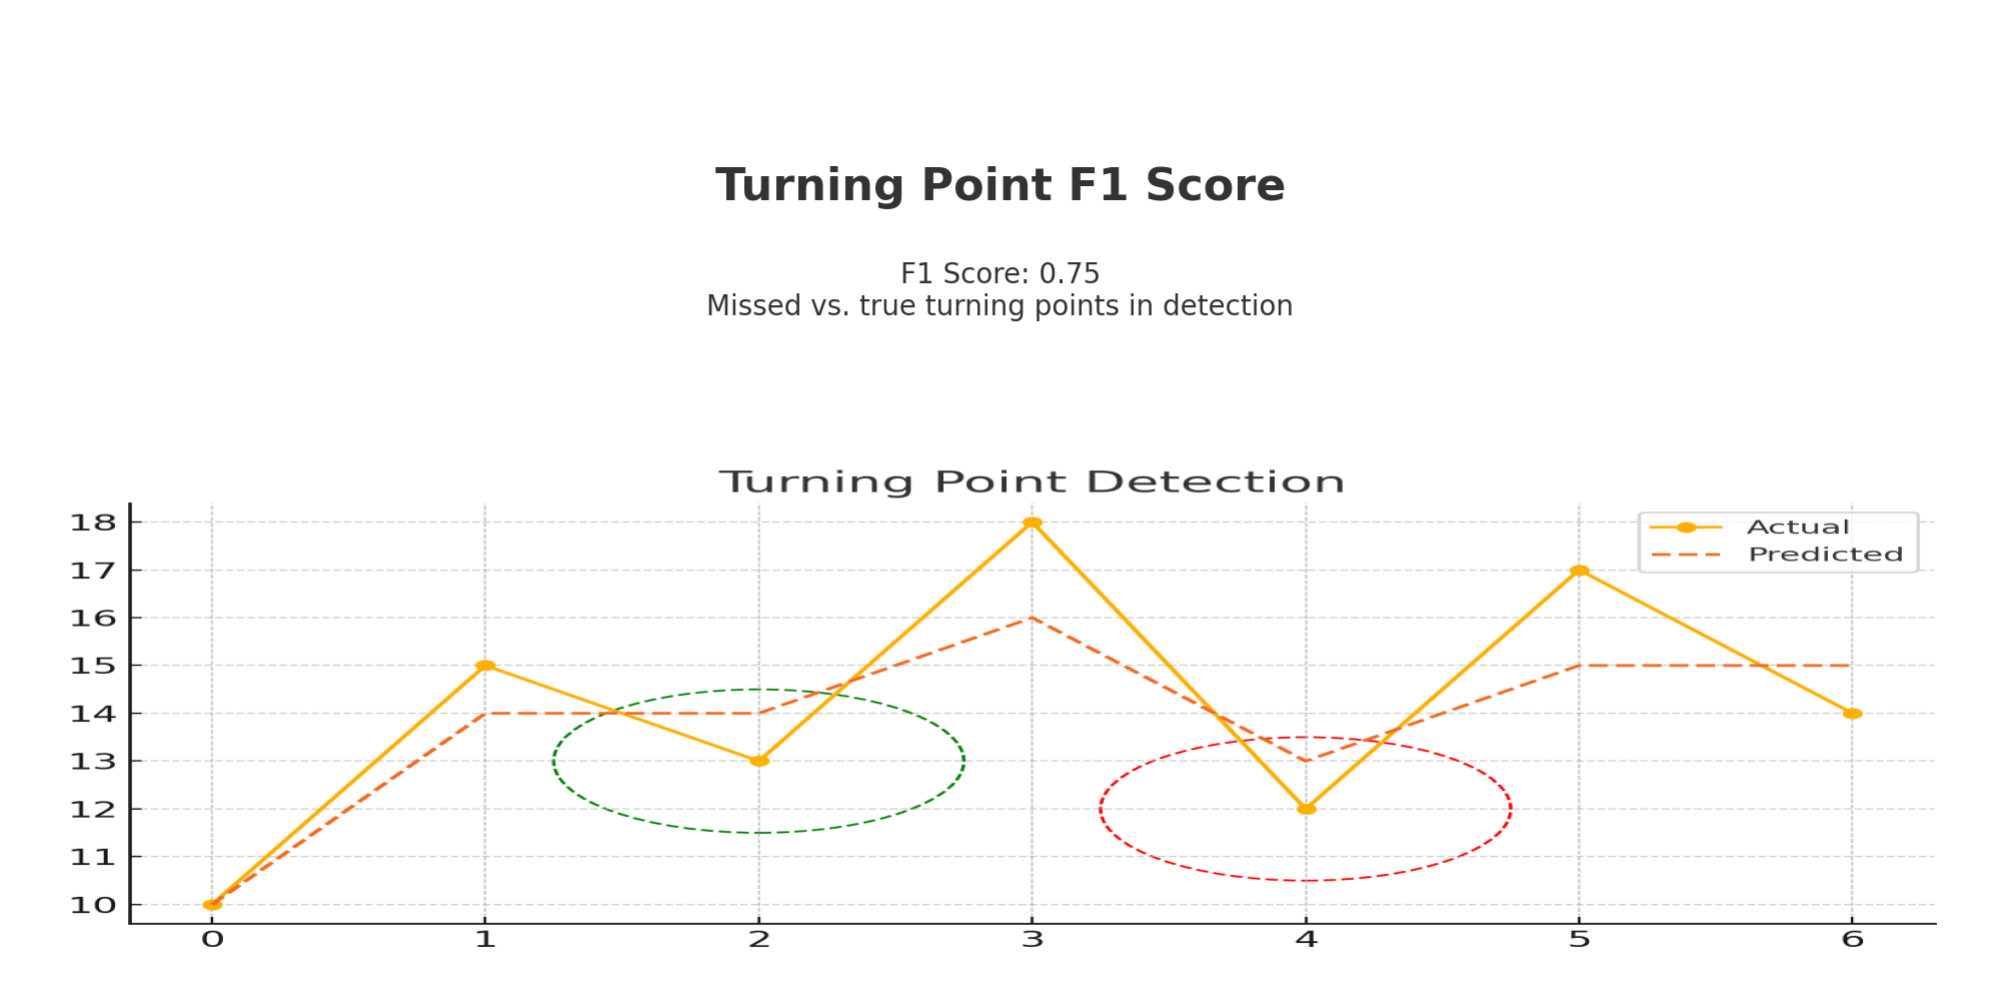 Turning Point F1 Score
F1 Score: 0.75
Missed vs. true turning points in detection
Turning Point Detection
18
17
16
15
14
13
12
11
10
0 1 2 3 4 5 6
Actual
Predicted